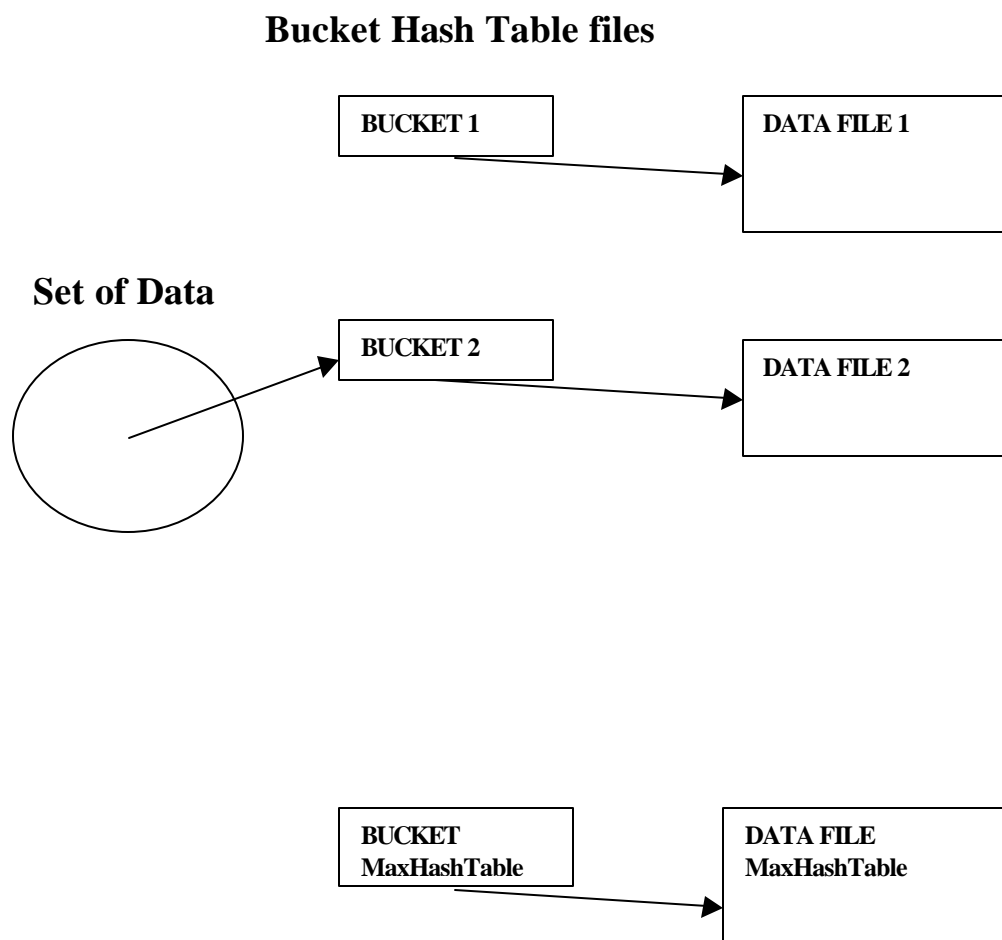 Bucket Hash Table files
BUCKET 1
DATA FILE 1
Set of Data
BUCKET 2
DATA FILE 2
BUCKET
MaxHashTable
DATA FILE
MaxHashTable